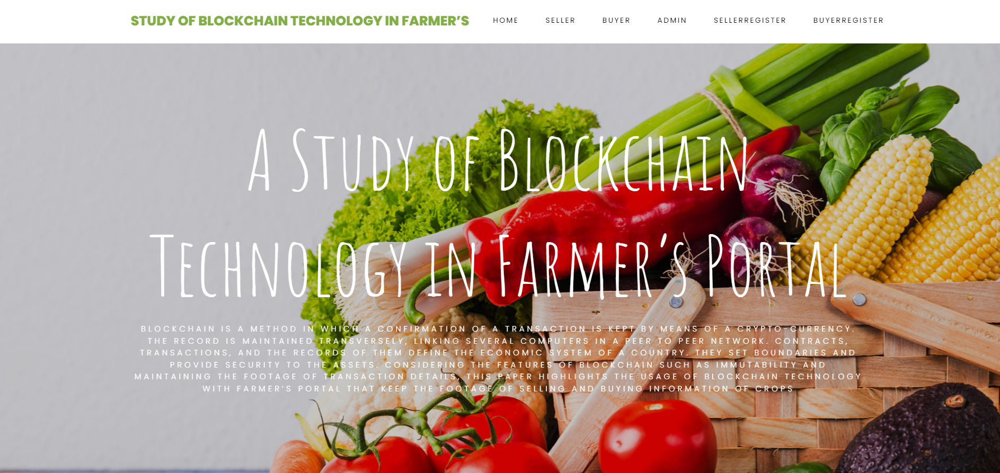 STUDY OF BLOCKCHAIN TECHNOLOGY IN FARMER’S
HOME SELLER BUYER ADMIN SELLERREGISTER BUYERREGISTER
A Study of Blockchain
Technology in Farmer’s Portal
BLOCKCHAIN IS A METHOD IN WHICH A CONFIRMATION OF A TRANSACTION IS KEPT BY MEANS OF A CRYPTO-CURRENCY.
THE RECORD IS MAINTAINED TRANSVERSELY, LINKING SEVERAL COMPUTERS IN A PEER TO PEER NETWORK. CONTRACTS,
TRANSACTIONS, AND THE RECORDS OF THEM DEFINE THE ECONOMIC SYSTEM OF A COUNTRY. THEY SET BOUNDARIES AND
PROVIDE SECURITY TO THE ASSETS. CONSIDERING THE FEATURES OF BLOCKCHAIN SUCH AS IMMUTABILITY AND
MAINTAINING THE FOOTAGE OF TRANSACTION DETAILS, THIS PAPER HIGHLIGHTS THE USAGE OF BLOCKCHAIN TECHNOLOGY
WITH FARMER’S PORTAL THAT KEEP THE FOOTAGE OF SELLING AND BUYING INFORMATION OF CROPS